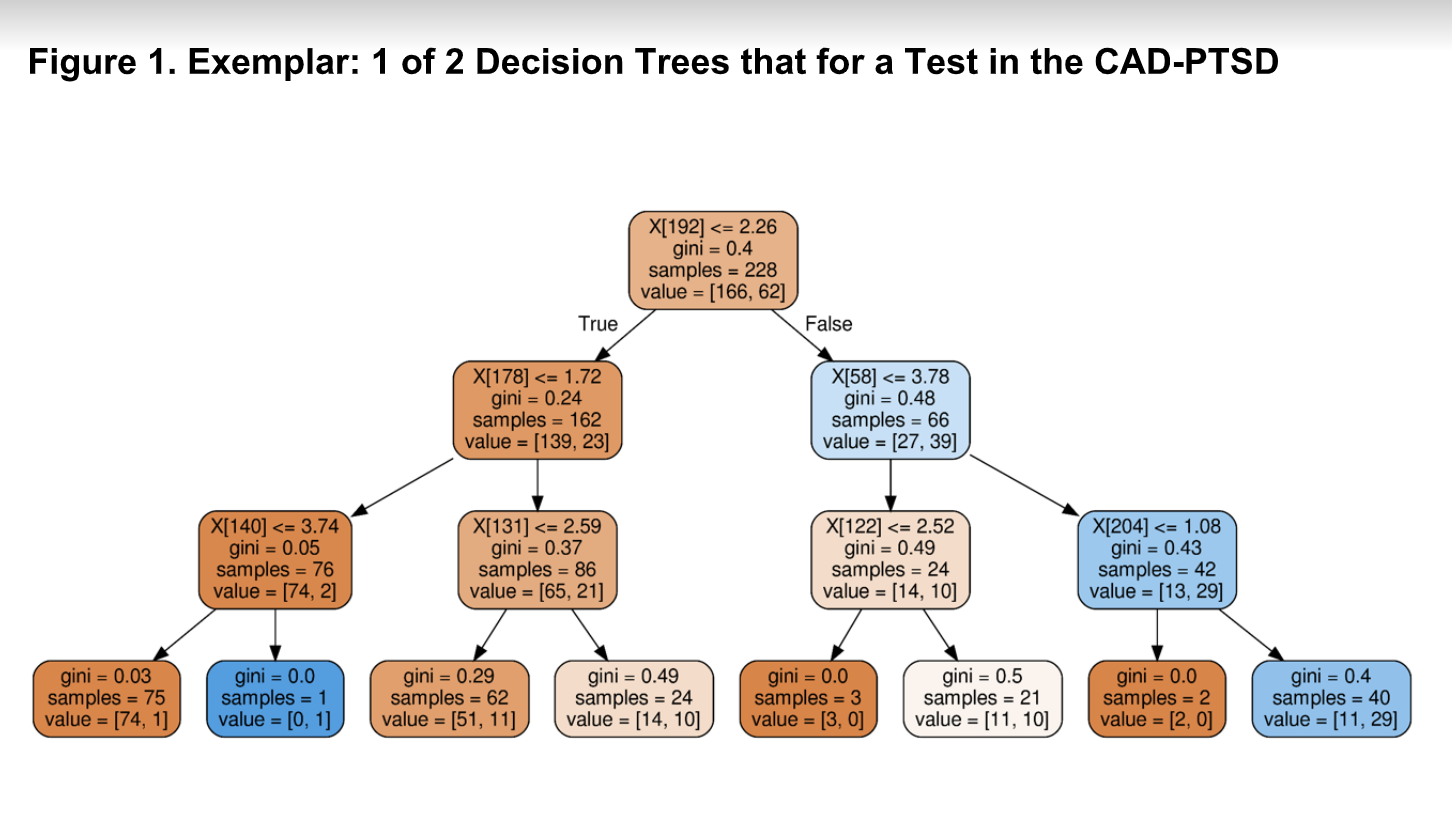 Figure 1. Exemplar: 1 of 2 Decision Trees that for a Test in the CAD-PTSD
X[192] <= 2.26
gini = 0.4
samples = 228
value = [166, 62]
True
False
X[178] <= 1.72
gini = 0.24
samples = 162
value = [139, 23]
X[58] <= 3.78
gini = 0.48
samples = 66
value = [27, 39]
X[140] <= 3.74
gini = 0.05
samples = 76
value = [74, 2]
X[131] <= 2.59
gini = 0.37
samples = 86
value = [65, 21]
X[122] <= 2.52
gini = 0.49
samples = 24
value = [14, 10]
X[204] <= 1.08
gini = 0.43
samples = 42
value = [13, 29]
gini = 0.03
samples = 75
value = [74, 1]
gini = 0.0
samples = 1
value = [0, 1]
gini = 0.29
samples = 62
value = [51, 11]
gini = 0.49
samples = 24
value = [14, 10]
gini = 0.0
samples = 3
value = [3, 0]
gini = 0.5
samples = 21
value = [11, 10]
gini = 0.0
samples = 2
value = [2, 0]
gini = 0.4
samples = 40
value = [11, 29]